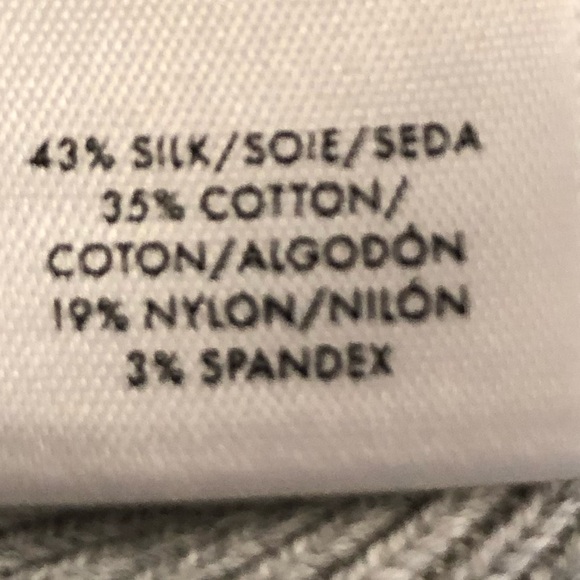 43% SILK/SOIE/SEDA
35% COTTON/
COTON/ALGODÓN
19% NYLON/NILÓN
3% SPANDEX